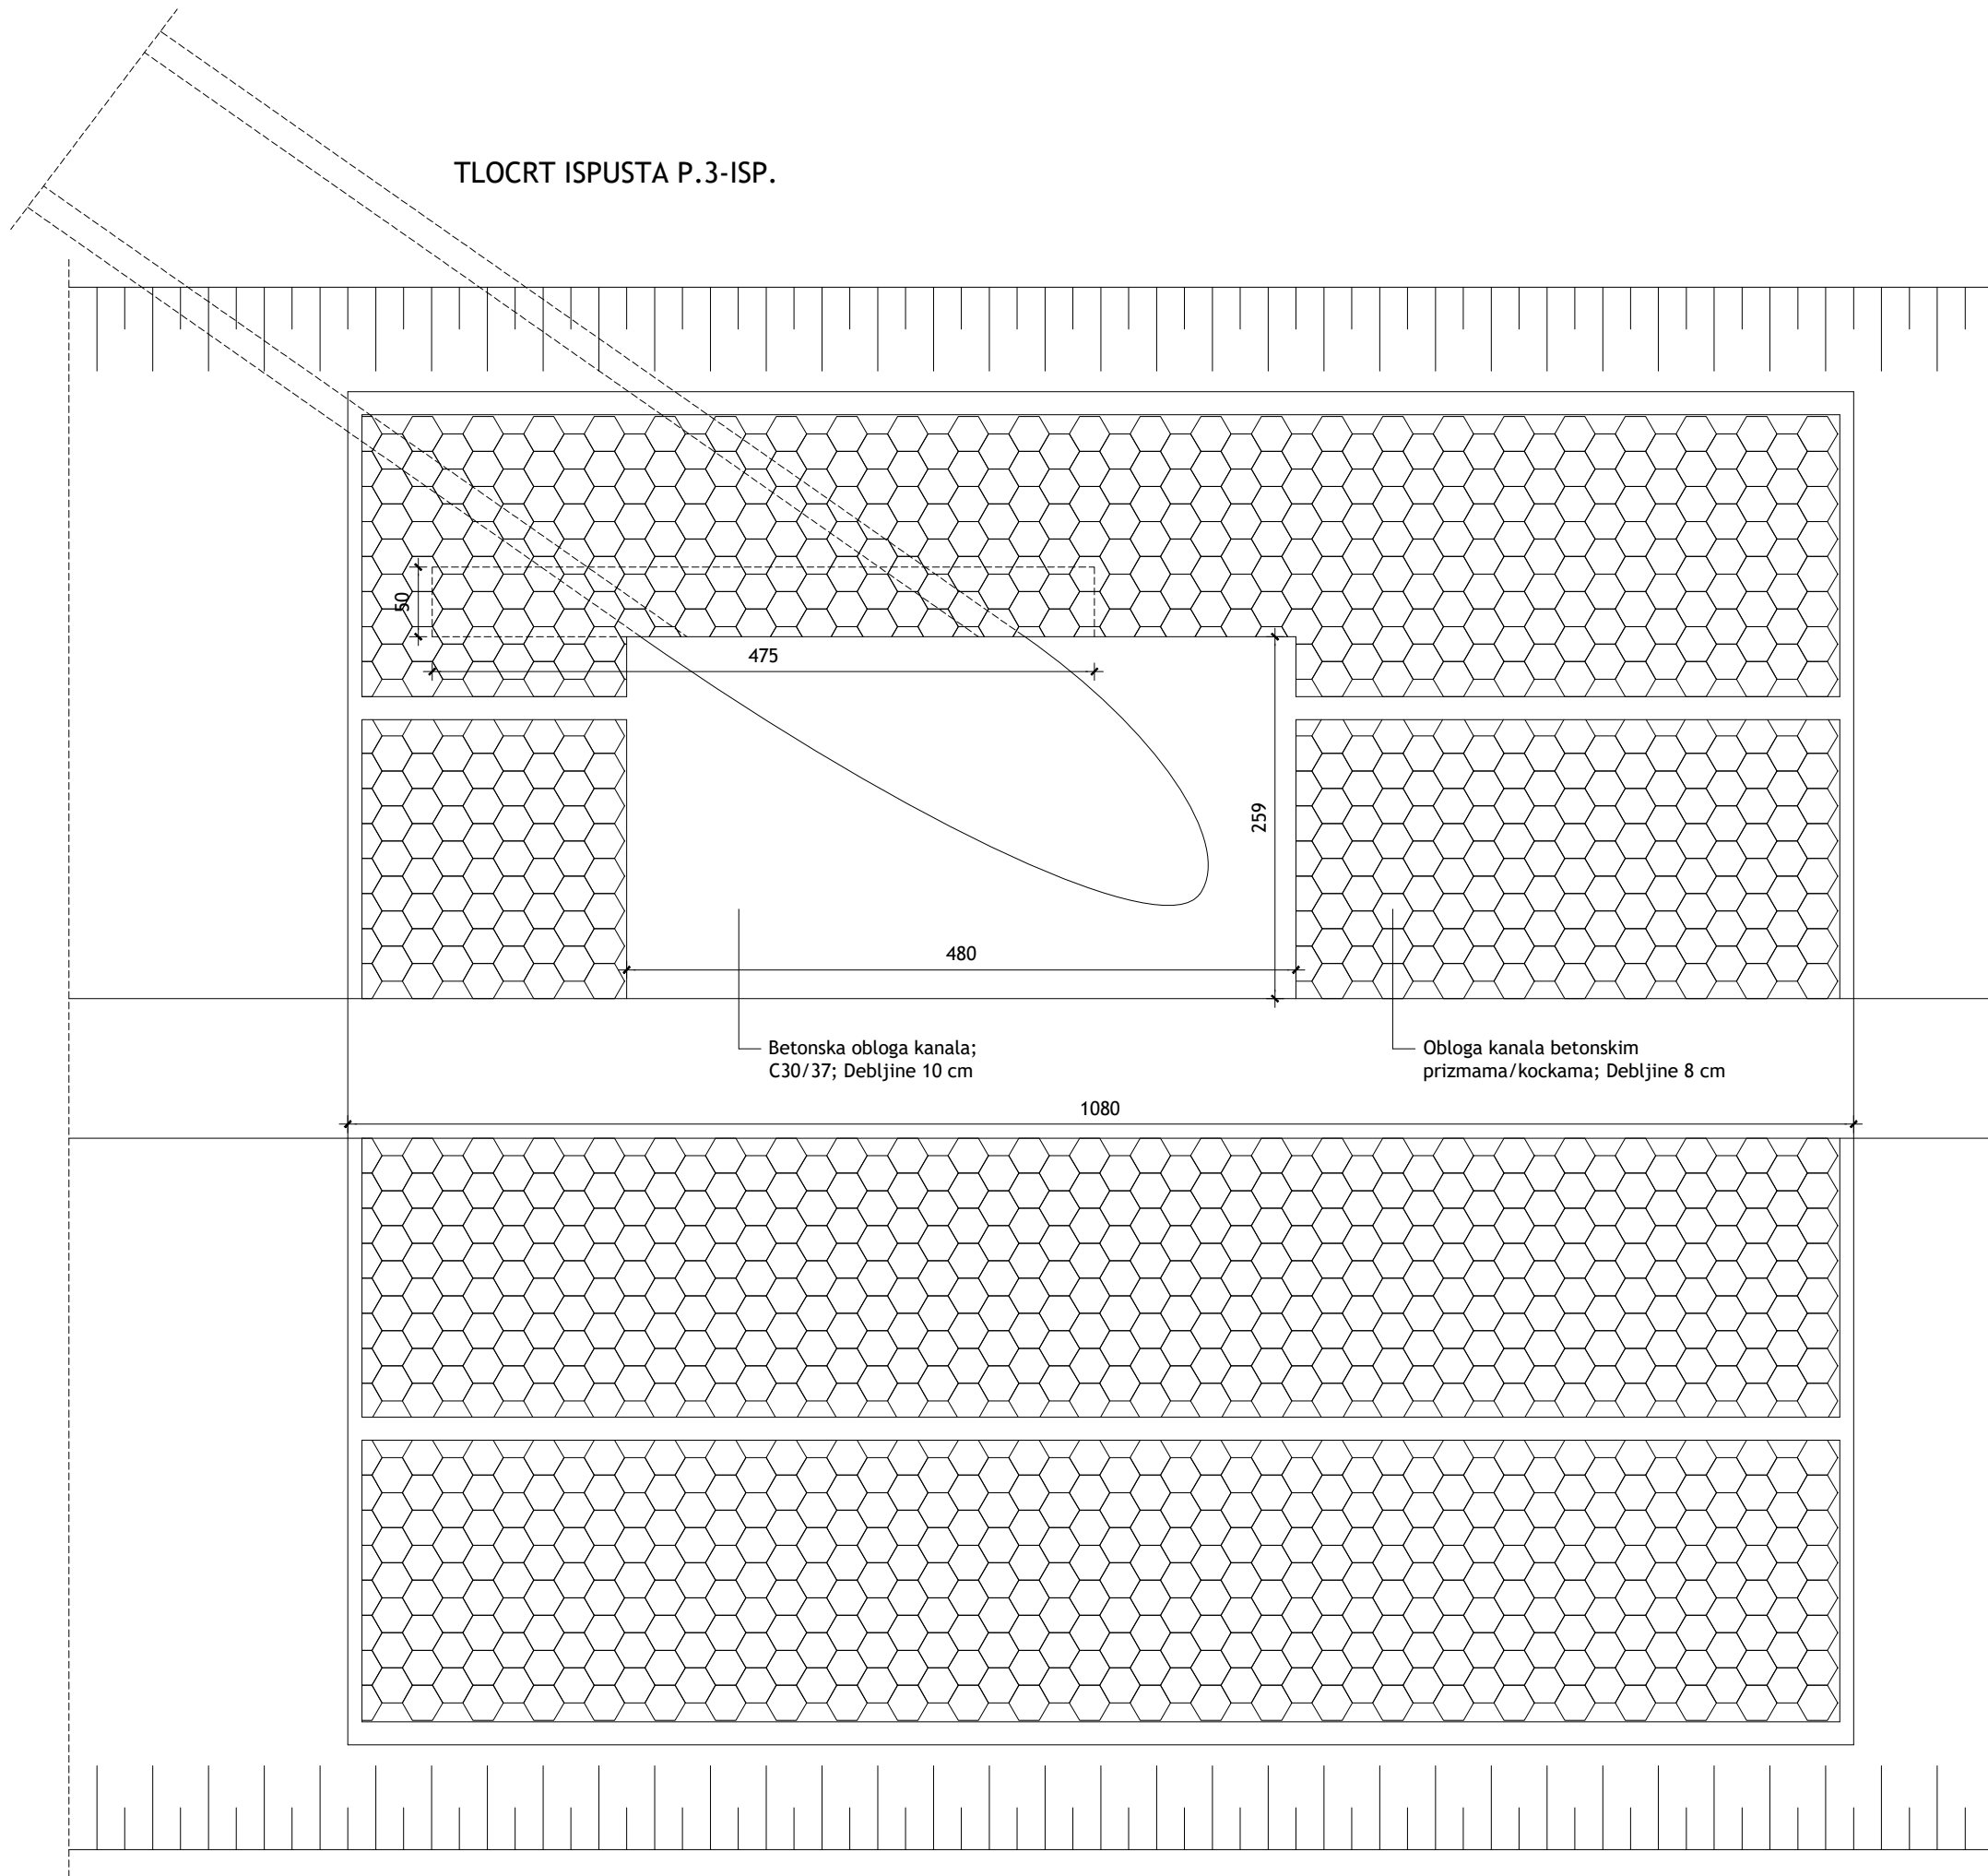 TLOCRT ISPUSTA P.3-ISP.
50
475
259
480
Betonska obloga kanala;
C30/37; Debljine 10 cm
Obloga kanala betonskim
prizmama/kockama; Debljine 8 cm
1080